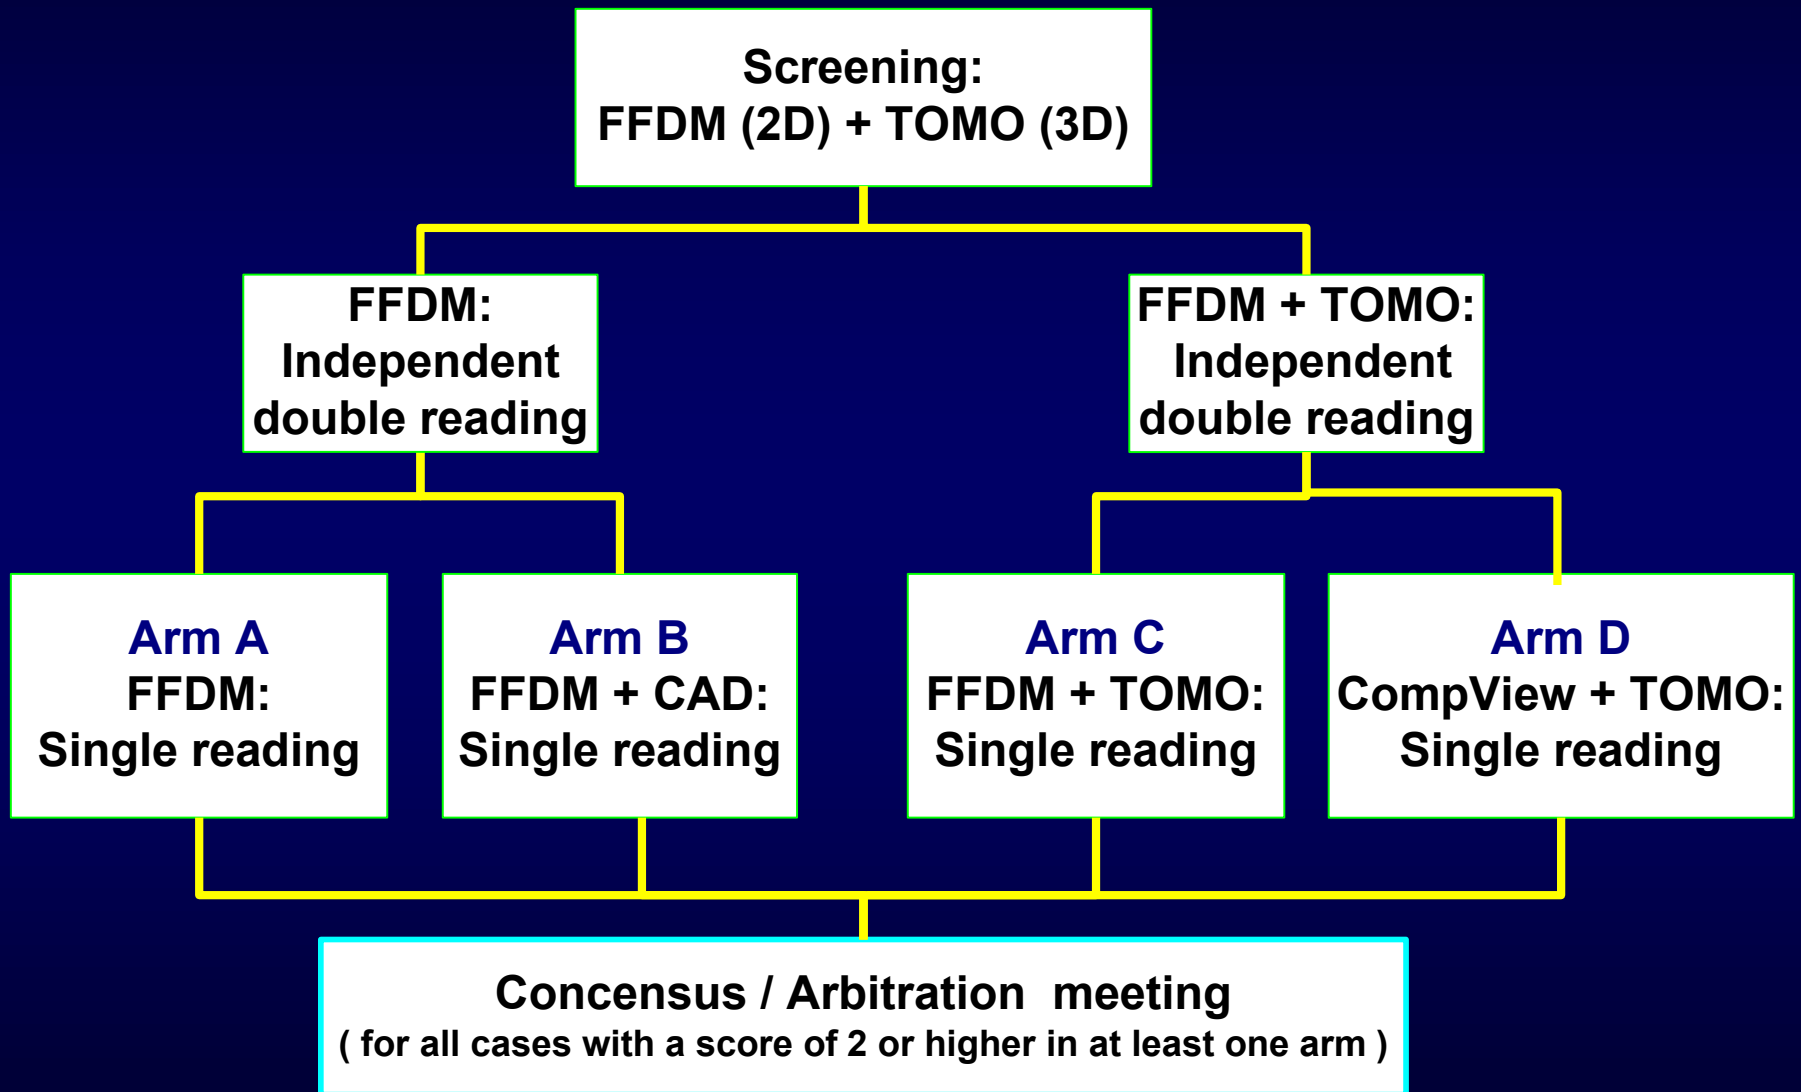 Screening:
FFDM (2D) + TOMO (3D)
FFDM:
Independent
double reading
FFDM + TOMO:
Independent
double reading
Arm A
FFDM:
Single reading
Arm B
FFDM + CAD:
Single reading
Arm C
FFDM + TOMO:
Single reading
Arm D
CompView + TOMO:
Single reading
Concensus / Arbitration meeting
( for all cases with a score of 2 or higher in at least one arm )